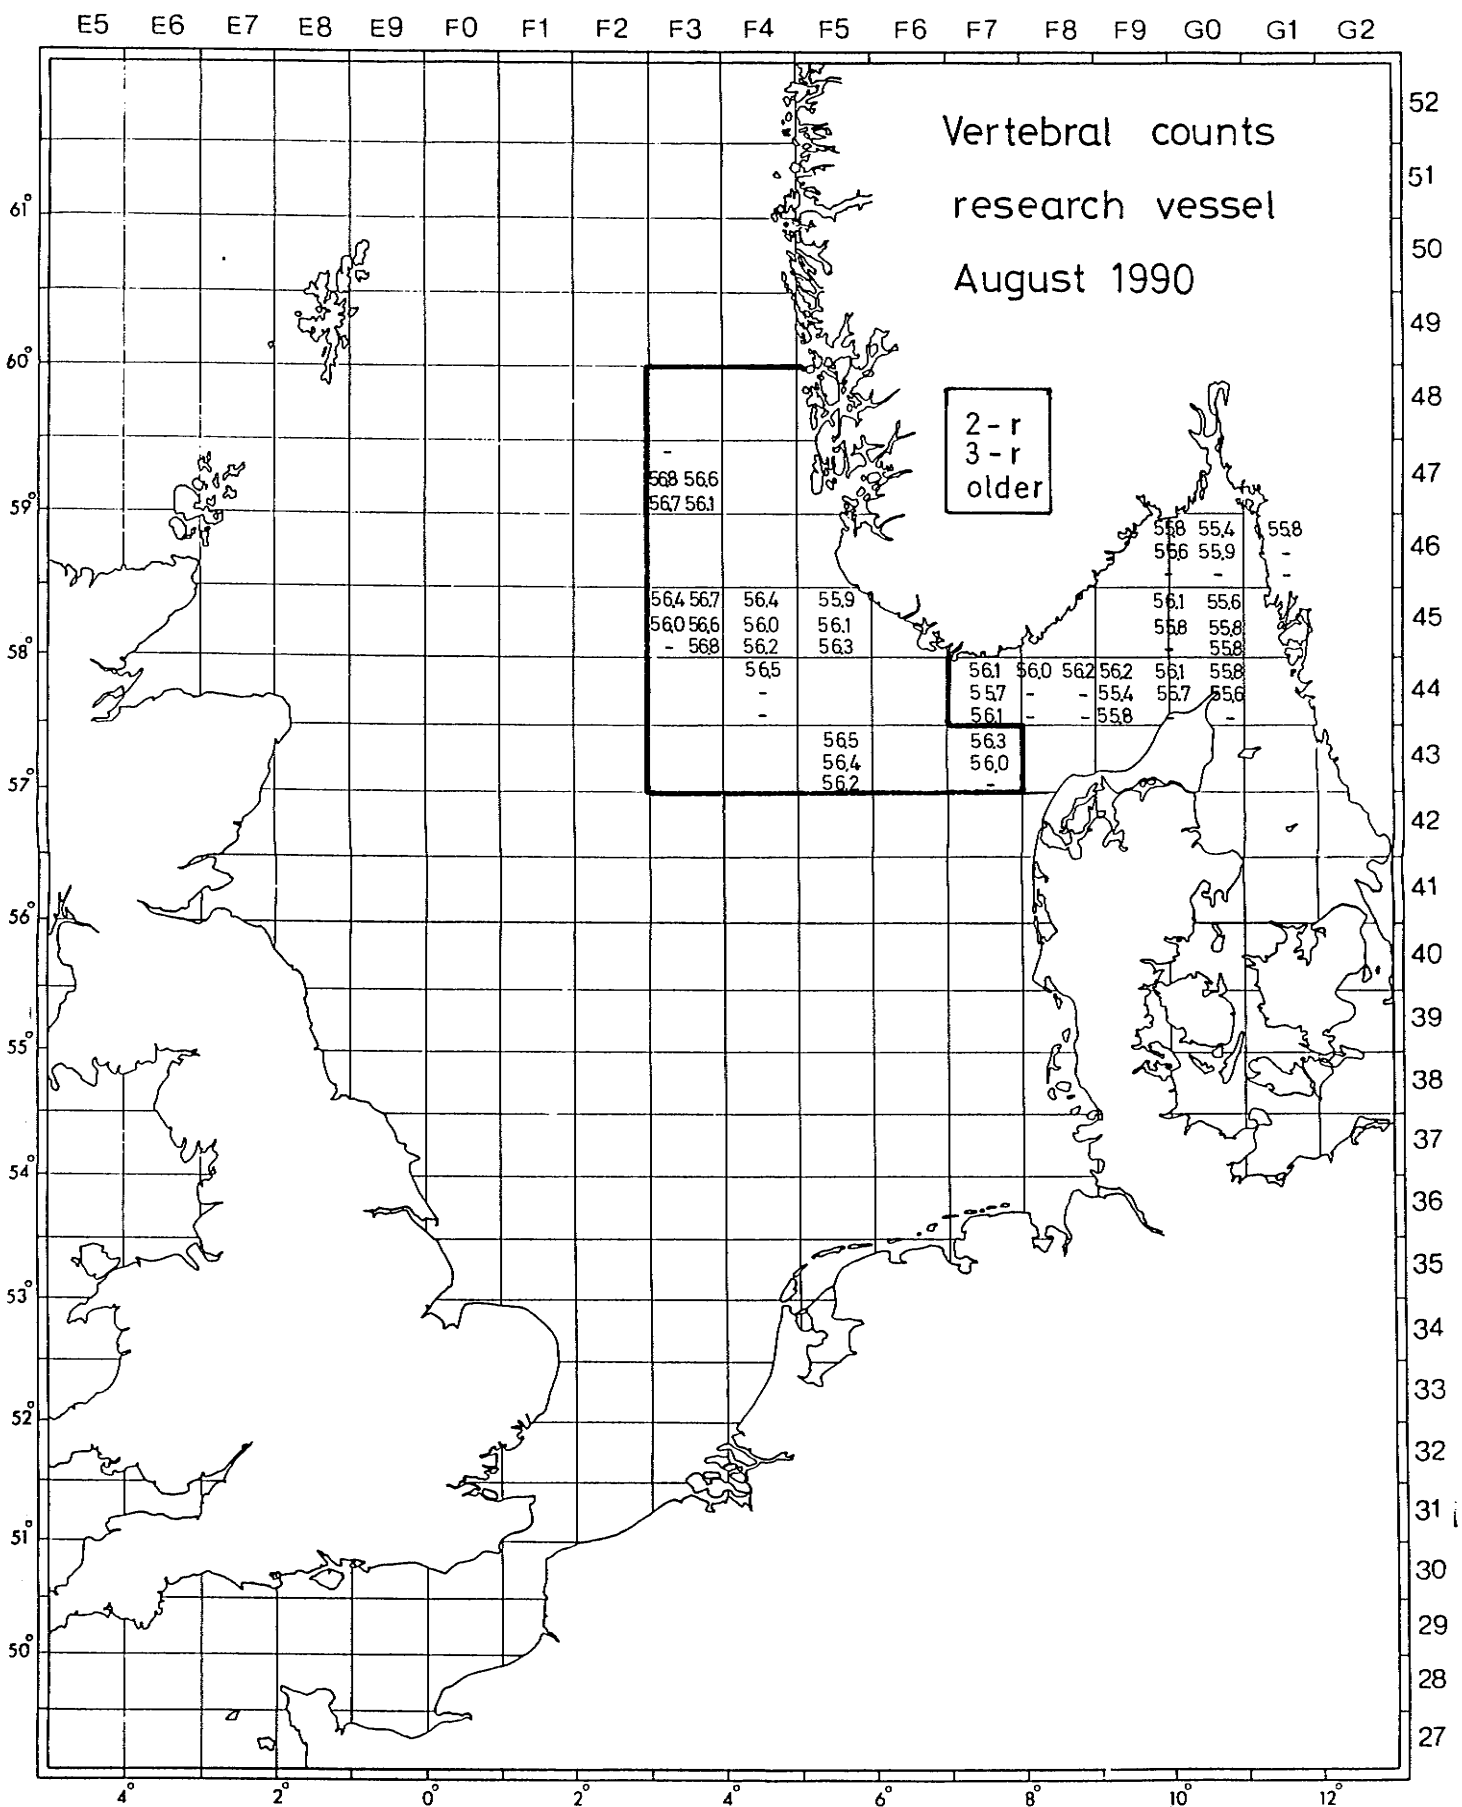 E5 E6 E7 E8 E9 F0 F1 F2 F3 F4 F5 F6 F7 F8 F9 G0 G1 G2
52
Vertebral counts
51
61°
research vessel
50
August 1990
49
60°
48
2-r
3-r
older
-
47
56.8 56.6
56.7 56.1
59°
55.8 55.4 55.8
55.6 55.9 -
46
- - -
56.4 56.7 56.4 55.9 56.1 55.6
45
56.0 56.6 56.0 56.1 55.8 55.8
- 56.8 56.2 56.3 - 55.8
58°
56.5 56.1 56.0 56.2 56.2 56.1 55.8
44
- 55.7 - - 55.4 55.7 55.6
- 56.1 - - 55.8 - -
56.5 56.3
43
56.4 56.0
56.2 -
57°
42
41
56°
40
39
55°
38
37
54°
36
35
53°
34
33
52°
32
31
51°
30
29
50°
28
27
4° 2° 0° 2° 4° 6° 8° 10° 12°